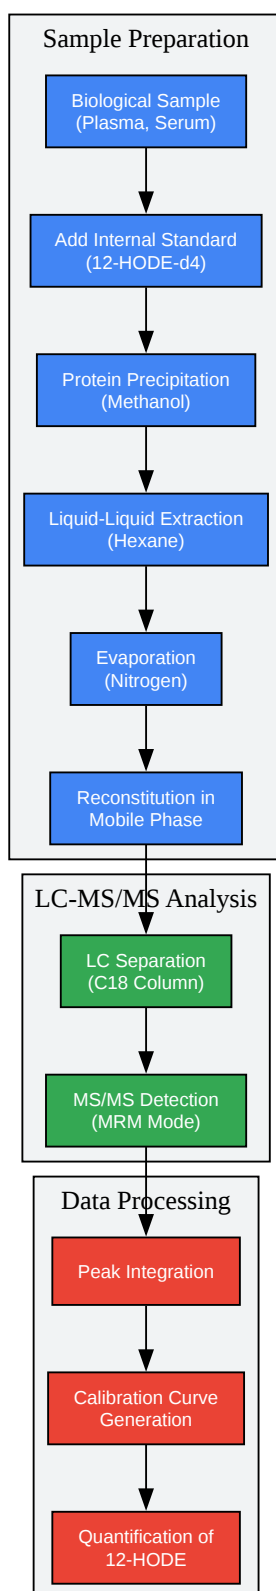 Sample Preparation
Biological Sample
(Plasma, Serum)
Add Internal Standard
(12-HODE-d4)
Protein Precipitation
(Methanol)
Liquid-Liquid Extraction
(Hexane)
Evaporation
(Nitrogen)
Reconstitution in
Mobile Phase
LC-MS/MS Analysis
LC Separation
(C18 Column)
MS/MS Detection
(MRM Mode)
Data Processing
Peak Integration
Calibration Curve
Generation
Quantification of
12-HODE